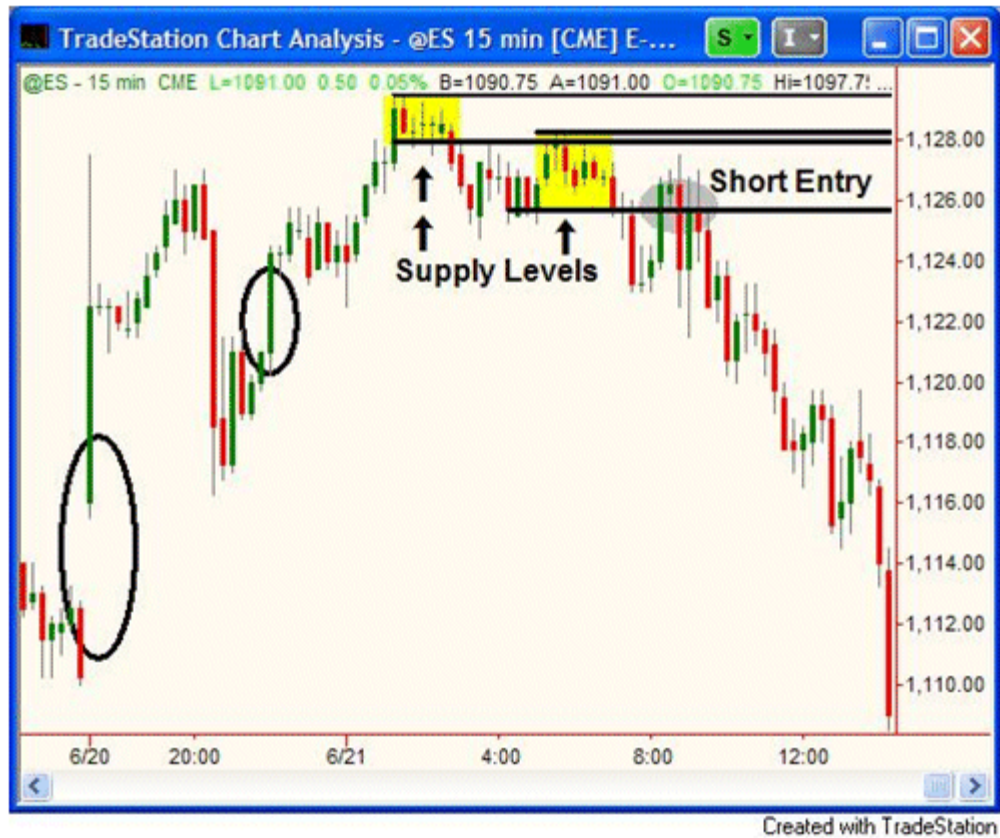 TradeStation Chart Analysis - @ES 15 min [CME] E-...
S
I
@ES - 15 min CME L=1091.00 0.50 0.05% B=1090.75 A=1091.00 O=1090.75 Hi=1097.7 ...
1,128.00
Short Entry
1,126.00
Supply Levels
1,124.00
1,122.00
1,120.00
1,118.00
1,116.00
1,114.00
1,112.00
1,110.00
6/20 20:00 6/21 4:00 8:00 12:00
Created with TradeStation